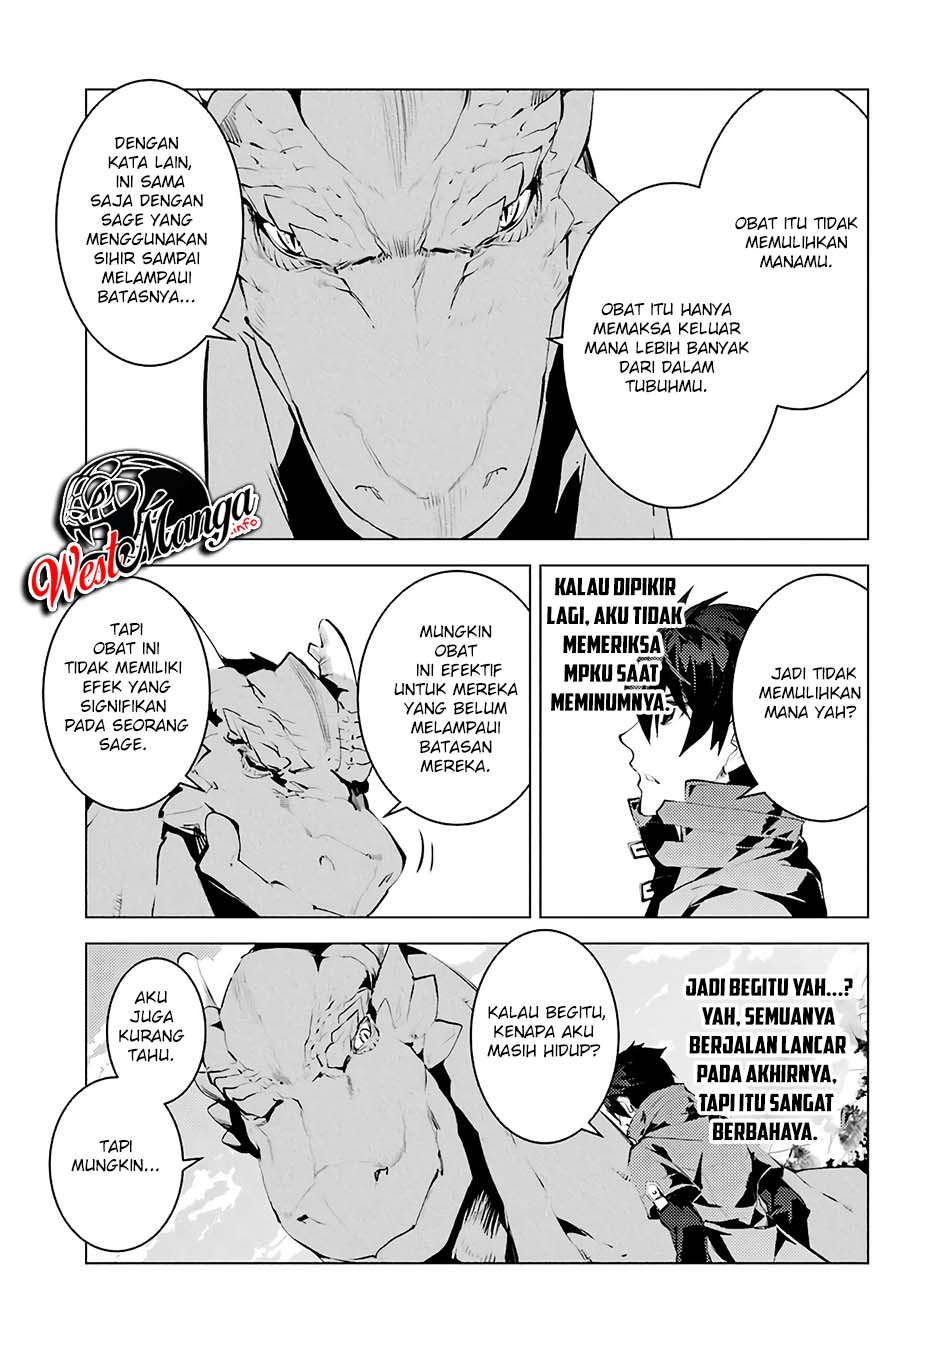 OBAT ITU TIDAK
MEMULIHKAN
MANAMU.
OBAT ITU HANYA
MEMAKSA KELUAR
MANA LEBIH BANYAK
DARI DALAM
TUBUHMU.
DENGAN
KATA LAIN,
INI SAMA
SAJA DENGAN
SAGE YANG
MENGGUNAKAN
SIHIR SAMPAI
MELAMPAUI
BATASNYA...
WestManga
.info
JADI TIDAK
MEMULIHKAN
MANA YAH?
KALAU DIPIKIR
LAGI, AKU TIDAK
MEMERIKSA
MPKU SAAT
MEMINUMNYA.
MUNGKIN
OBAT
INI EFEKTIF
UNTUK MEREKA
YANG BELUM
MELAMPAUI
BATASAN
MEREKA.
TAPI
OBAT INI
TIDAK MEMILIKI
EFEK YANG
SIGNIFIKAN
PADA SEORANG
SAGE.
JADI BEGITU YAH...?
YAH, SEMUANYA
BERJALAN LANCAR
PADA AKHIRNYA,
TAPI ITU SANGAT
BERBAHAYA.
KALAU BEGITU,
KENAPA AKU
MASIH HIDUP?
AKU
JUGA
KURANG
TAHU.
TAPI
MUNGKIN...